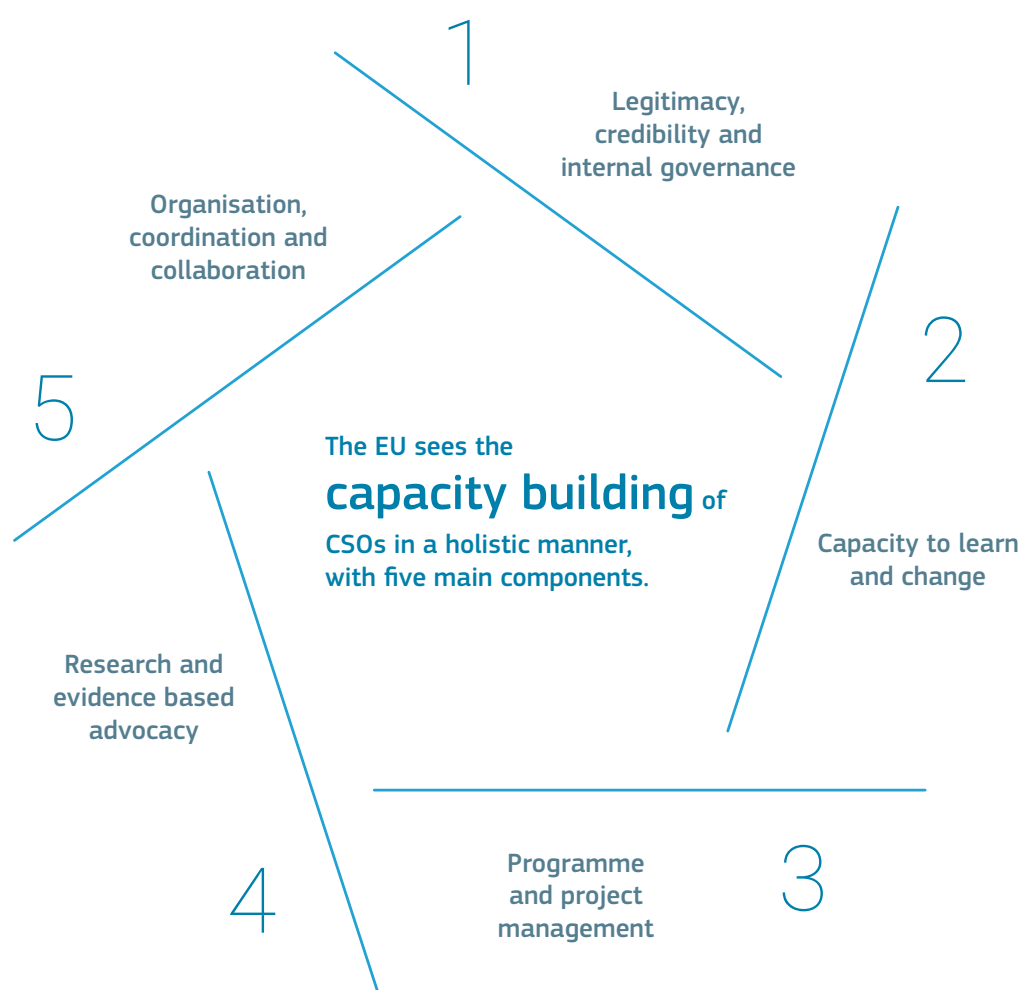 1
Legitimacy,
credibility and
internal governance
2
Capacity to learn
and change
3
Programme
and project
management
4
Research and
evidence based
advocacy
5
Organisation,
coordination and
collaboration
The EU sees the
capacity building of
CSOs in a holistic manner,
with five main components.